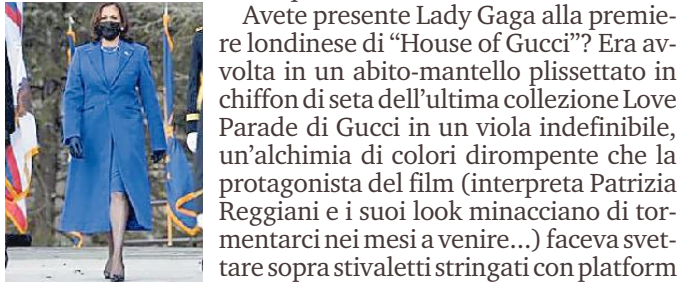 Avete presente Lady Gaga alla premie-
re londinese di “House of Gucci”? Era av-
volta in un abito-mantello plissettato in
chiffon di seta dell’ultima collezione Love
Parade di Gucci in un viola indefinibile,
un’alchimia di colori dirompente che la
protagonista del film (interpreta Patrizia
Reggiani e i suoi look minacciano di tor-
mentarci nei mesi a venire...) faceva svet-
tare sopra stivaletti stringati con platform